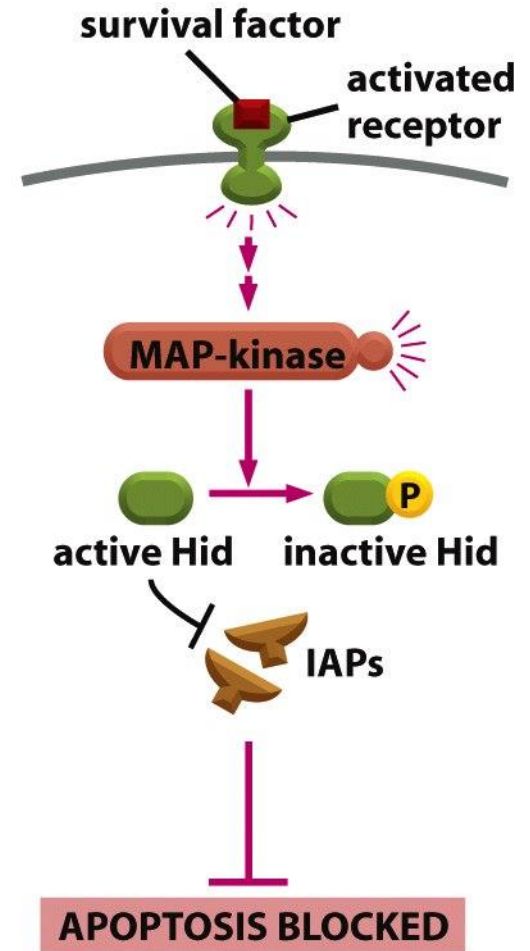 survival factor
activated
receptor
MAP-kinase
P
active Hid
inactive Hid
IAPs
APOPTOSIS BLOCKED